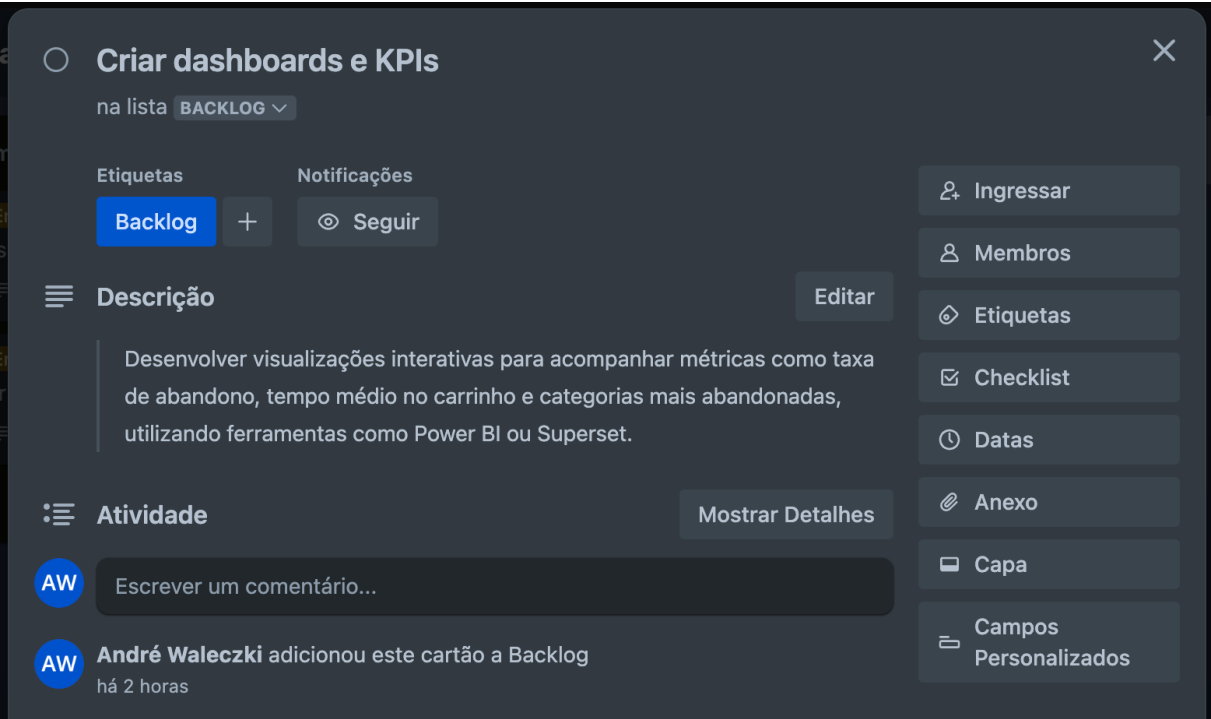 Criar dashboards e KPIs
na lista BACKLOG
Etiquetas
Notificações
Backlog
+
Seguir
Descrição
Editar
Desenvolver visualizações interativas para acompanhar métricas como taxa
de abandono, tempo médio no carrinho e categorias mais abandonadas,
utilizando ferramentas como Power BI ou Superset.
Atividade
Mostrar Detalhes
AW
Escrever um comentário...
AW
André Waleczki adicionou este cartão a Backlog
há 2 horas
Ingressar
Membros
Etiquetas
Checklist
Datas
Anexo
Capa
Campos
Personalizados